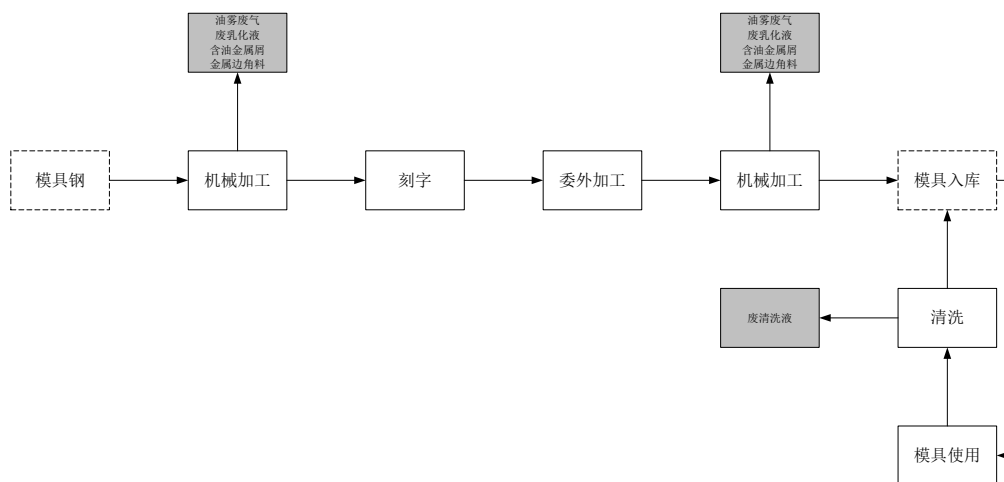 油雾废气
废乳化液
含油金属屑
金属边角料
油雾废气
废乳化液
含油金属屑
金属边角料
模具钢
机械加工
刻字
委外加工
机械加工
模具入库
废清洗液
清洗
模具使用